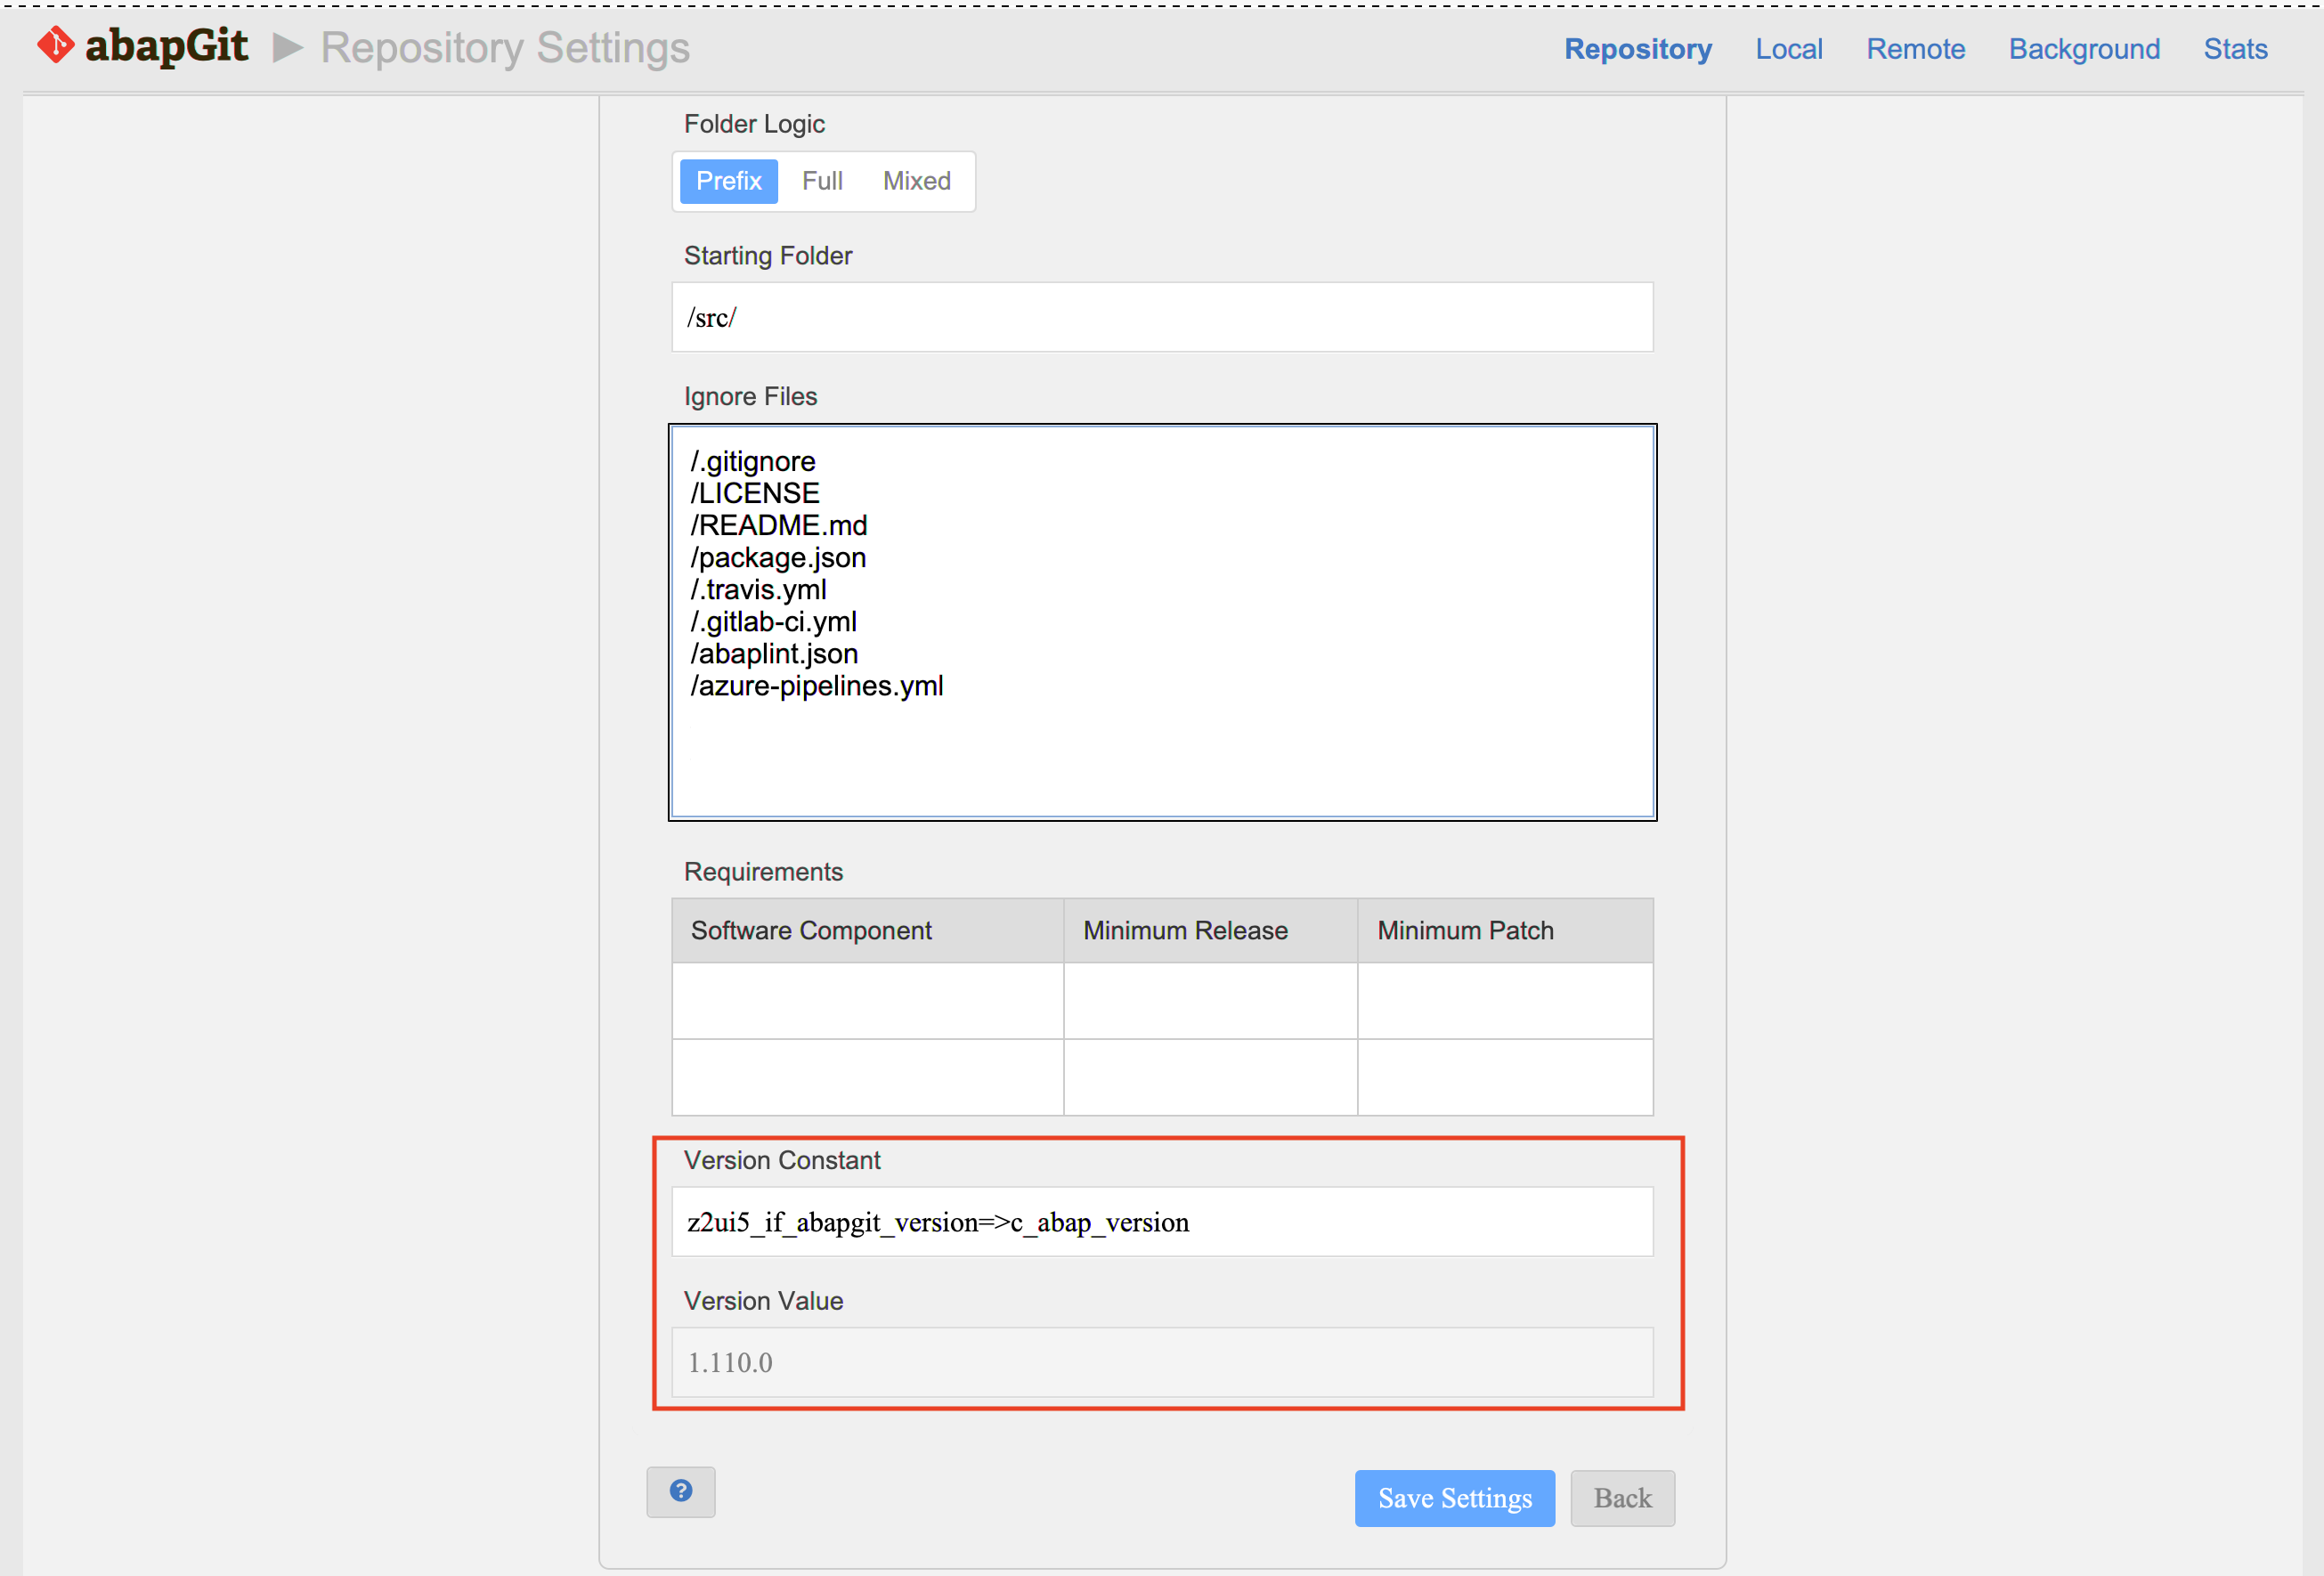 abapGit ▶ Repository Settings
Repository Local Remote Background Stats
Folder Logic
Prefix Full Mixed
Starting Folder
/src/
Ignore Files
/.gitignore
/LICENSE
/README.md
/package.json
/.travis.yml
/.gitlab-ci.yml
/abaplint.json
/azure-pipelines.yml
Requirements
Software Component Minimum Release Minimum Patch
Version Constant
z2ui5_if_abapgit_version=>c_abap_version
Version Value
1.110.0
?
Save Settings Back